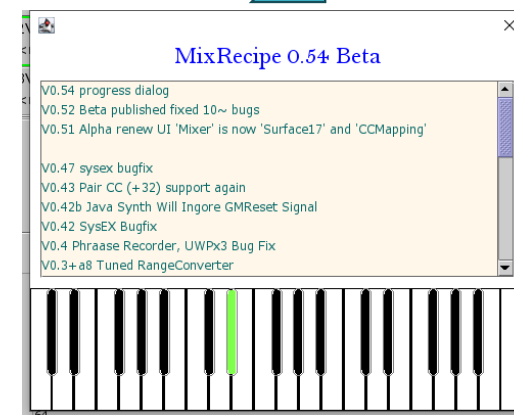 MixRecipe 0.54 Beta
V0.54 progress dialog
V0.52 Beta published fixed 10~ bugs
V0.51 Alpha renew UI 'Mixer' is now 'Surface17' and 'CCMapping'
V0.47 sysex bugfix
V0.43 Pair CC (+32) support again
V0.42b Java Synth Will Ingore GMReset Signal
V0.42 SysEX Bugfix
V0.4 Phraase Recorder, UWPx3 Bug Fix
V0.3+a8 Tuned RangeConverter